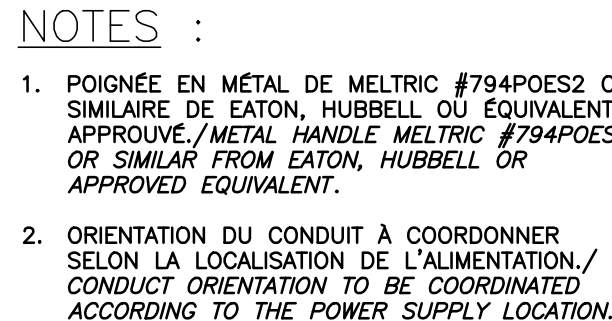 NOTES :
1. POIGNÉE EN MÉTAL DE MELTRIC #794POES2
SIMILAIRE DE EATON, HUBBELL OU ÉQUIVALENT
APPROUVÉ./METAL HANDLE MELTRIC #794POES
OR SIMILAR FROM EATON, HUBBELL OR
APPROVED EQUIVALENT.
2. ORIENTATION DU CONDUIT À COORDONNER
SELON LA LOCALISATION DE L'ALIMENTATION./
CONDUCT ORIENTATION TO BE COORDINATED
ACCORDING TO THE POWER SUPPLY LOCATION.